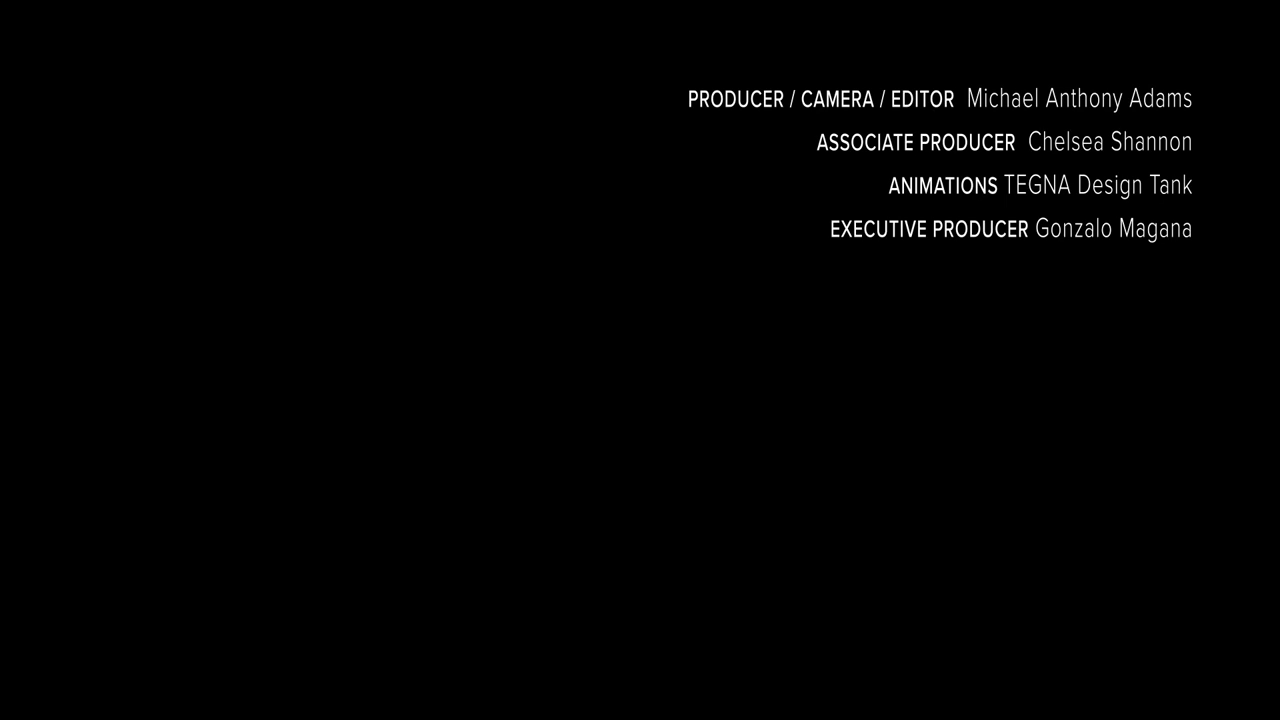 PRODUCER / CAMERA / EDITOR Michael Anthony Adams
ASSOCIATE PRODUCER Chelsea Shannon
ANIMATIONS TEGNA Design Tank
EXECUTIVE PRODUCER Gonzalo Magana